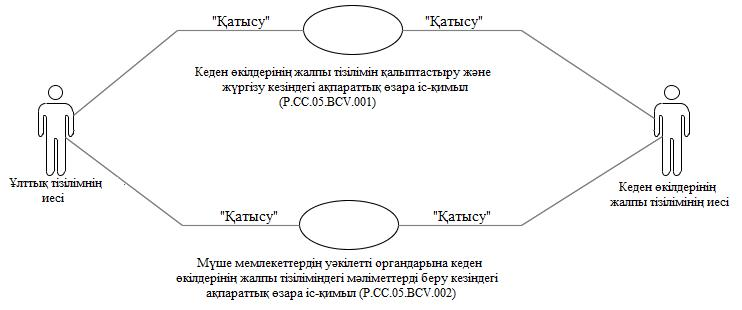 "Қатысу" "Қатысу"
Кеден өкілдерінің жалпы тізілімін қалыптастыру және
жүргізу кезіндегі ақпараттық өзара іс-қимыл
(P.CC.05.BCV.001)
Ұлттық тізілімнің
иесі
Кеден өкілдерінің
жалпы тізілімінің иесі
"Қатысу" "Қатысу"
Мүше мемлекеттердің уәкілетті органдарына кеден
өкілдерінің жалпы тізіліміндегі мәліметтерді беру кезіндегі
ақпараттық өзара іс-қимыл (P.CC.05.BCV.002)